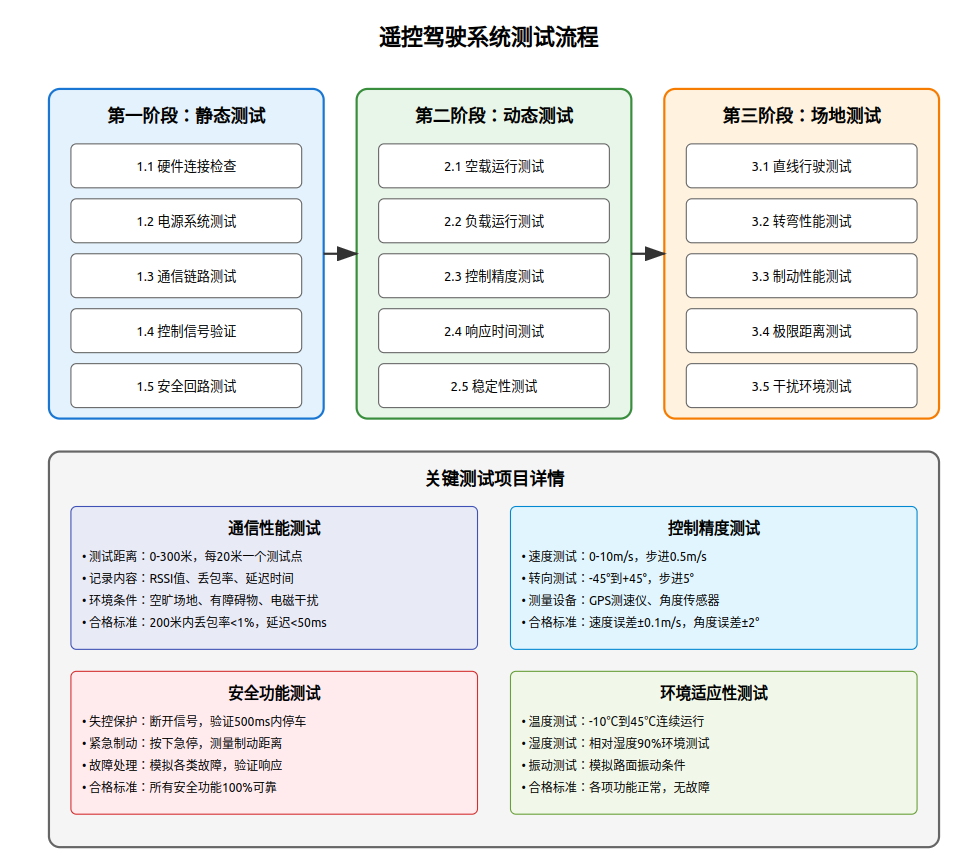 遥控驾驶系统测试流程
第一阶段：静态测试
1.1 硬件连接检查
1.2 电源系统测试
1.3 通信链路测试
1.4 控制信号验证
1.5 安全回路测试
第二阶段：动态测试
2.1 空载运行测试
2.2 负载运行测试
2.3 控制精度测试
2.4 响应时间测试
2.5 稳定性测试
第三阶段：场地测试
3.1 直线行驶测试
3.2 转弯性能测试
3.3 制动性能测试
3.4 极限距离测试
3.5 干扰环境测试
关键测试项目详情
通信性能测试
• 测试距离：0-300米，每20米一个测试点
• 记录内容：RSSI值、丢包率、延迟时间
• 环境条件：空旷场地、有障碍物、电磁干扰
• 合格标准：200米内丢包率<1%，延迟<50ms
控制精度测试
• 速度测试：0-10m/s，步进0.5m/s
• 转向测试：-45°到+45°，步进5°
• 测量设备：GPS测速仪、角度传感器
• 合格标准：速度误差±0.1m/s，角度误差±2°
安全功能测试
• 失控保护：断开信号，验证500ms内停车
• 紧急制动：按下急停，测量制动距离
• 故障处理：模拟各类故障，验证响应
• 合格标准：所有安全功能100%可靠
环境适应性测试
• 温度测试：-10℃到45℃连续运行
• 湿度测试：相对湿度90%环境测试
• 振动测试：模拟路面振动条件
• 合格标准：各项功能正常，无故障